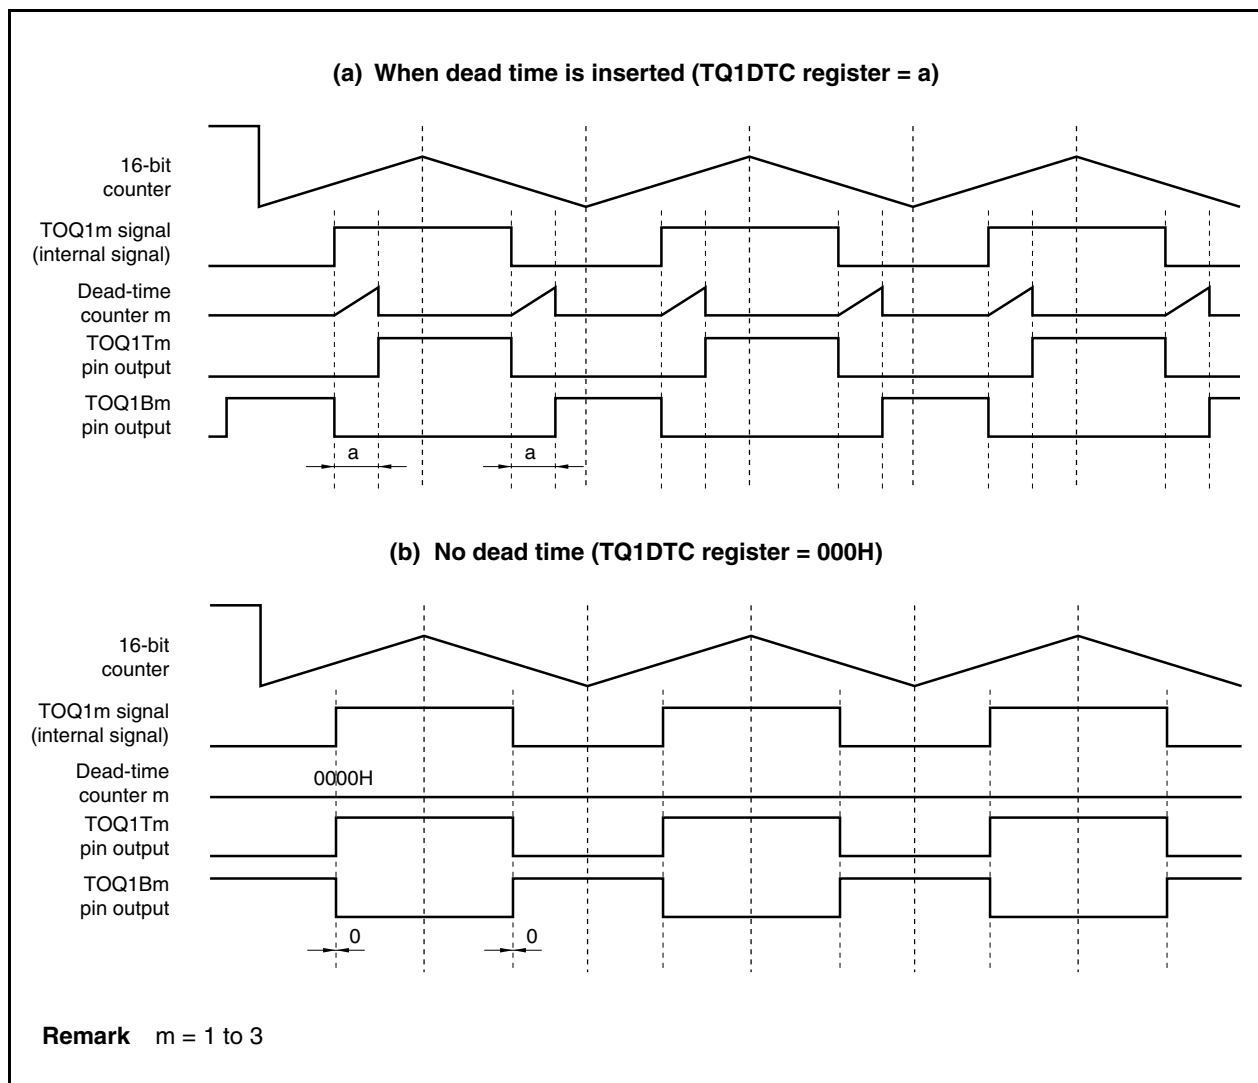 (a) When dead time is inserted (TQ1DTC register = a)
16-bit
counter
TOQ1m signal
(internal signal)
Dead-time
counter m
TOQ1Tm
pin output
TOQ1Bm
pin output
a
a
(b) No dead time (TQ1DTC register = 000H)
16-bit
counter
TOQ1m signal
(internal signal)
Dead-time
counter m
0000H
TOQ1Tm
pin output
TOQ1Bm
pin output
0
0
Remark m = 1 to 3